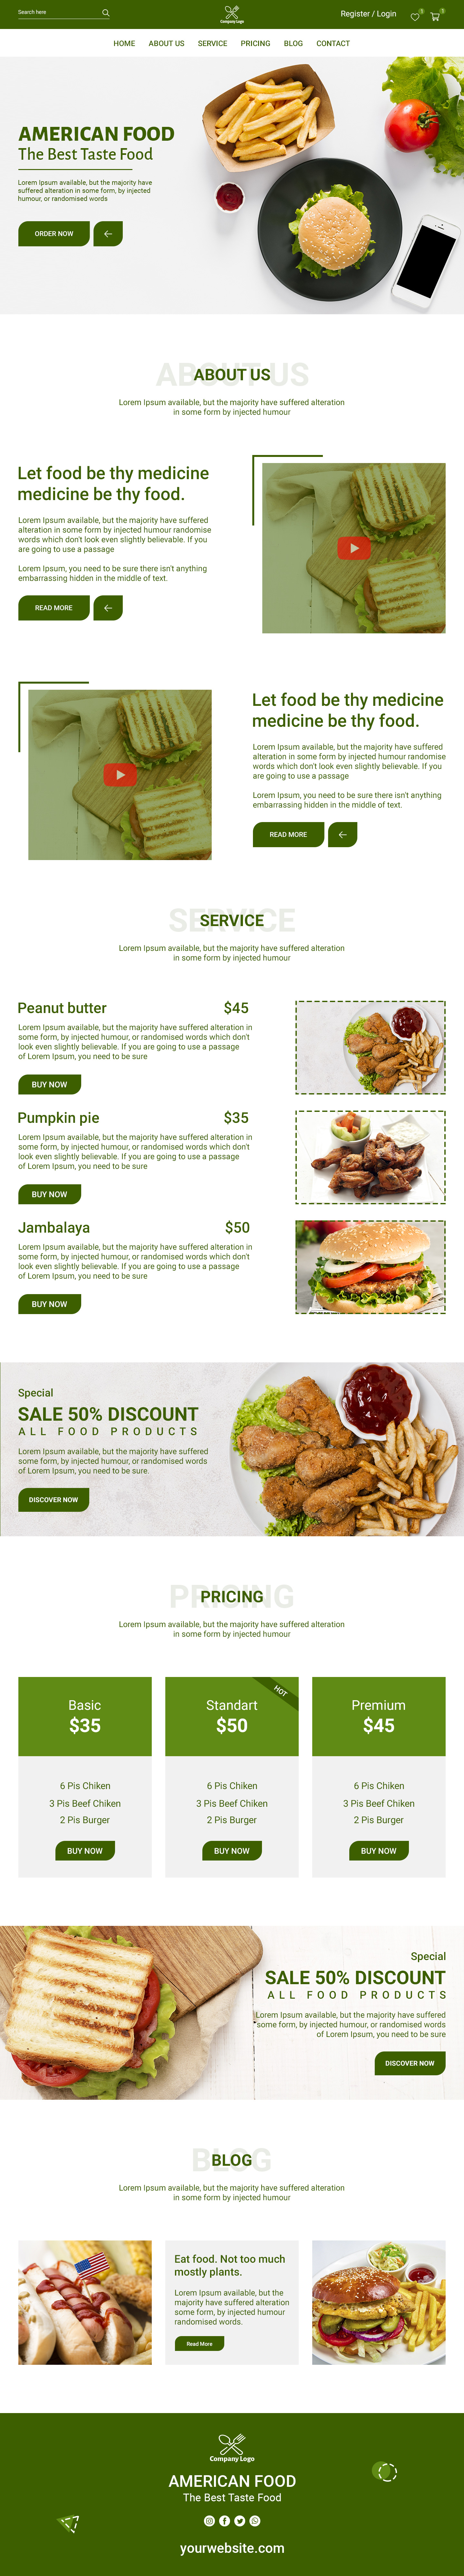 Search here
Company Logo
Register / Login
1
1
HOME ABOUT US SERVICE PRICING BLOG CONTACT
AMERICAN FOOD
The Best Taste Food
Lorem Ipsum available, but the majority have
suffered alteration in some form, by injected
humour, or randomised words
ORDER NOW
ABOUT US
ABOUT US
Lorem Ipsum available, but the majority have suffered alteration
in some form by injected humour
Let food be thy medicine
medicine be thy food.
Lorem Ipsum available, but the majority have suffered
alteration in some form by injected humour randomise
words which don't look even slightly believable. If you
are going to use a passage
Lorem Ipsum, you need to be sure there isn't anything
embarrassing hidden in the middle of text.
READ MORE
Let food be thy medicine
medicine be thy food.
Lorem Ipsum available, but the majority have suffered
alteration in some form by injected humour randomise
words which don't look even slightly believable. If you
are going to use a passage
Lorem Ipsum, you need to be sure there isn't anything
embarrassing hidden in the middle of text.
READ MORE
SERVICE
SERVICE
Lorem Ipsum available, but the majority have suffered alteration
in some form by injected humour
Peanut butter $45
Lorem Ipsum available, but the majority have suffered alteration in
some form, by injected humour, or randomised words which don't
look even slightly believable. If you are going to use a passage
of Lorem Ipsum, you need to be sure
BUY NOW
Pumpkin pie $35
Lorem Ipsum available, but the majority have suffered alteration in
some form, by injected humour, or randomised words which don't
look even slightly believable. If you are going to use a passage
of Lorem Ipsum, you need to be sure
BUY NOW
Jambalaya $50
Lorem Ipsum available, but the majority have suffered alteration in
some form, by injected humour, or randomised words which don't
look even slightly believable. If you are going to use a passage
of Lorem Ipsum, you need to be sure
BUY NOW
Special
SALE 50% DISCOUNT
ALL FOOD PRODUCTS
Lorem Ipsum available, but the majority have suffered
some form, by injected humour, or randomised words
of Lorem Ipsum, you need to be sure.
DISCOVER NOW
PRICING
PRICING
Lorem Ipsum available, but the majority have suffered alteration
in some form by injected humour
Basic
$35
6 Pis Chiken
3 Pis Beef Chiken
2 Pis Burger
BUY NOW
HOT
Standart
$50
6 Pis Chiken
3 Pis Beef Chiken
2 Pis Burger
BUY NOW
Premium
$45
6 Pis Chiken
3 Pis Beef Chiken
2 Pis Burger
BUY NOW
Special
SALE 50% DISCOUNT
ALL FOOD PRODUCTS
Lorem Ipsum available, but the majority have suffered
some form, by injected humour, or randomised words
of Lorem Ipsum, you need to be sure
DISCOVER NOW
BLOG
BLOG
Lorem Ipsum available, but the majority have suffered alteration
in some form by injected humour
Eat food. Not too much
mostly plants.
Lorem Ipsum available, but the
majority have suffered alteration
some form, by injected humour
randomised words.
Read More
Company Logo
AMERICAN FOOD
The Best Taste Food
yourwebsite.com